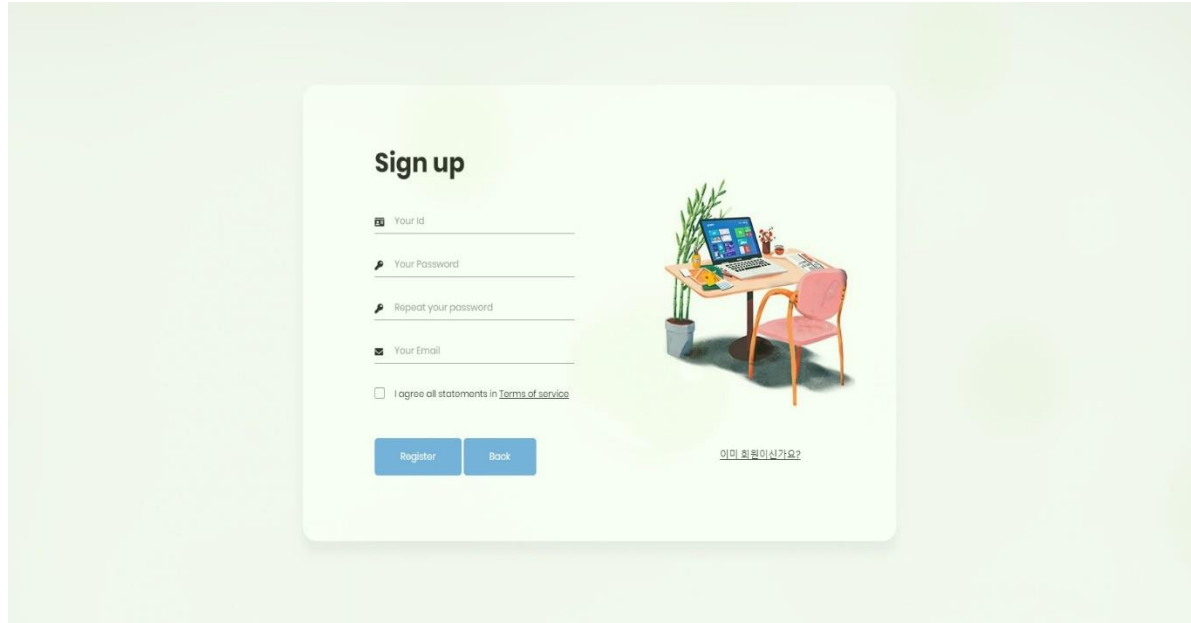 Sign up
Your Id
Your Password
Repeat your password
Your Email
I agree all statements in Terms of service
Register
Back
이미 회원이신가요?